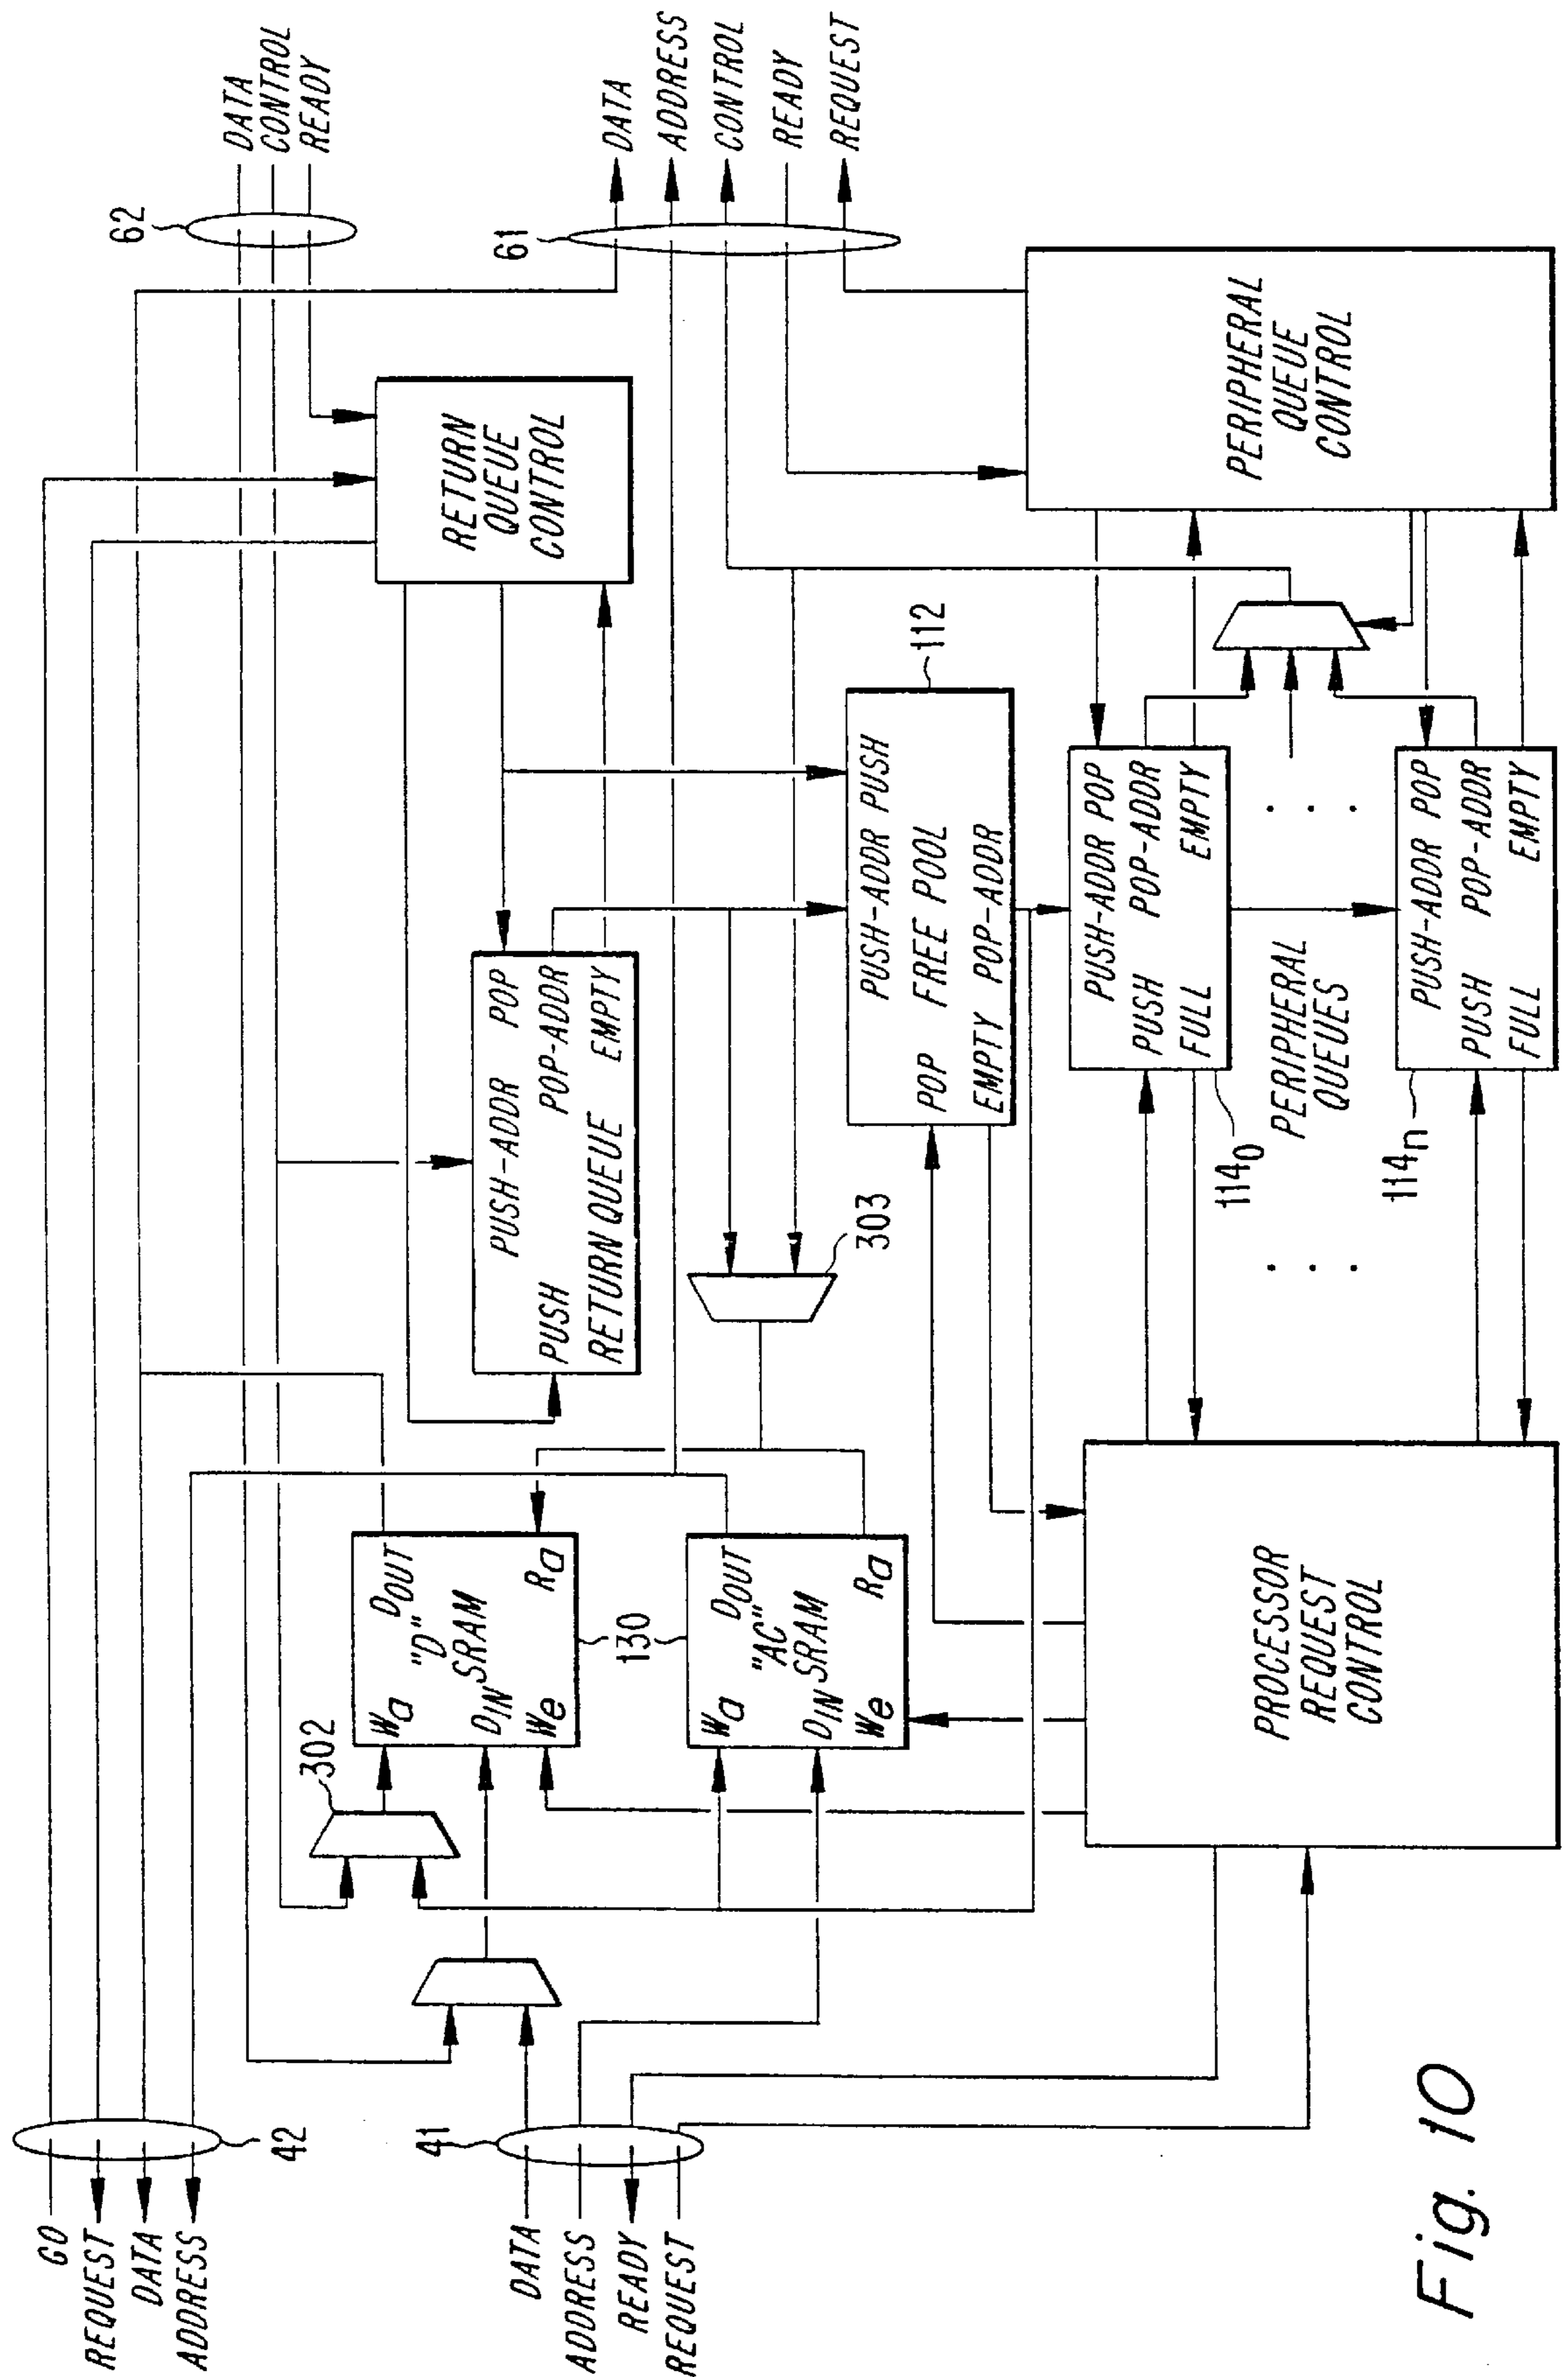 GO
REQUEST
DATA
ADDRESS
42
DATA
ADDRESS
READY
REQUEST
41
302
Wa DOUT
"D"
DIN SRAM
We Ra
130
Wa DOUT
"AC"
DIN SRAM
We Ra
303
PUSH-ADDR POP
PUSH POP-ADDR
RETURN QUEUE EMPTY
RETURN
QUEUE
CONTROL
62
DATA
CONTROL
READY
61
DATA
ADDRESS
CONTROL
READY
REQUEST
112
PUSH-ADDR PUSH
POP FREE POOL
EMPTY POP-ADDR
PROCESSOR
REQUEST
CONTROL
PUSH-ADDR POP
PUSH POP-ADDR
FULL EMPTY
1140
PERIPHERAL
QUEUES
114n
PUSH-ADDR POP
PUSH POP-ADDR
FULL EMPTY
PERIPHERAL
QUEUE
CONTROL
Fig. 10